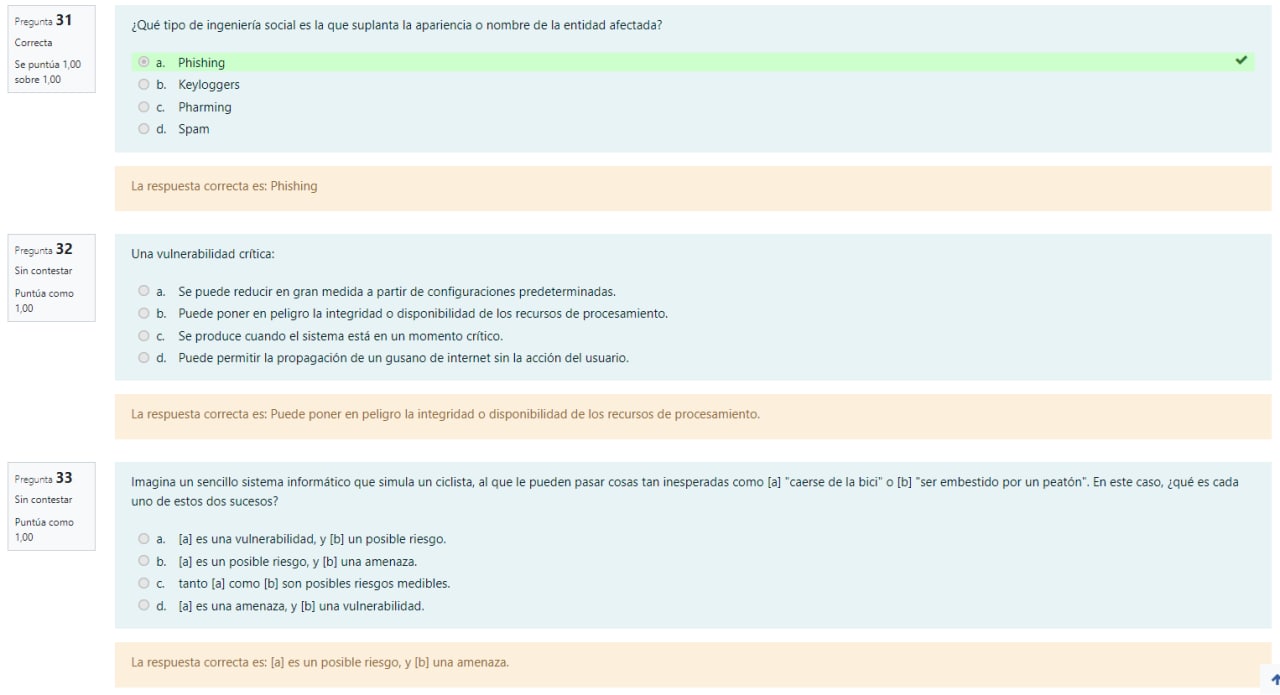 Pregunta 31
Correcta
Se puntúa 1,00
sobre 1,00
¿Qué tipo de ingeniería social es la que suplanta la apariencia o nombre de la entidad afectada?
a. Phishing
b. Keyloggers
c. Pharming
d. Spam
La respuesta correcta es: Phishing
Pregunta 32
Sin contestar
Puntúa como
1,00
Una vulnerabilidad crítica:
a. Se puede reducir en gran medida a partir de configuraciones predeterminadas.
b. Puede poner en peligro la integridad o disponibilidad de los recursos de procesamiento.
c. Se produce cuando el sistema está en un momento crítico.
d. Puede permitir la propagación de un gusano de internet sin la acción del usuario.
La respuesta correcta es: Puede poner en peligro la integridad o disponibilidad de los recursos de procesamiento.
Pregunta 33
Sin contestar
Puntúa como
1,00
Imagina un sencillo sistema informático que simula un ciclista, al que le pueden pasar cosas tan inesperadas como [a] "caerse de la bici" o [b] "ser embestido por un peatón". En este caso, ¿qué es cada
uno de estos dos sucesos?
a. [a] es una vulnerabilidad, y [b] un posible riesgo.
b. [a] es un posible riesgo, y [b] una amenaza.
c. tanto [a] como [b] son posibles riesgos medibles.
d. [a] es una amenaza, y [b] una vulnerabilidad.
La respuesta correcta es: [a] es un posible riesgo, y [b] una amenaza.